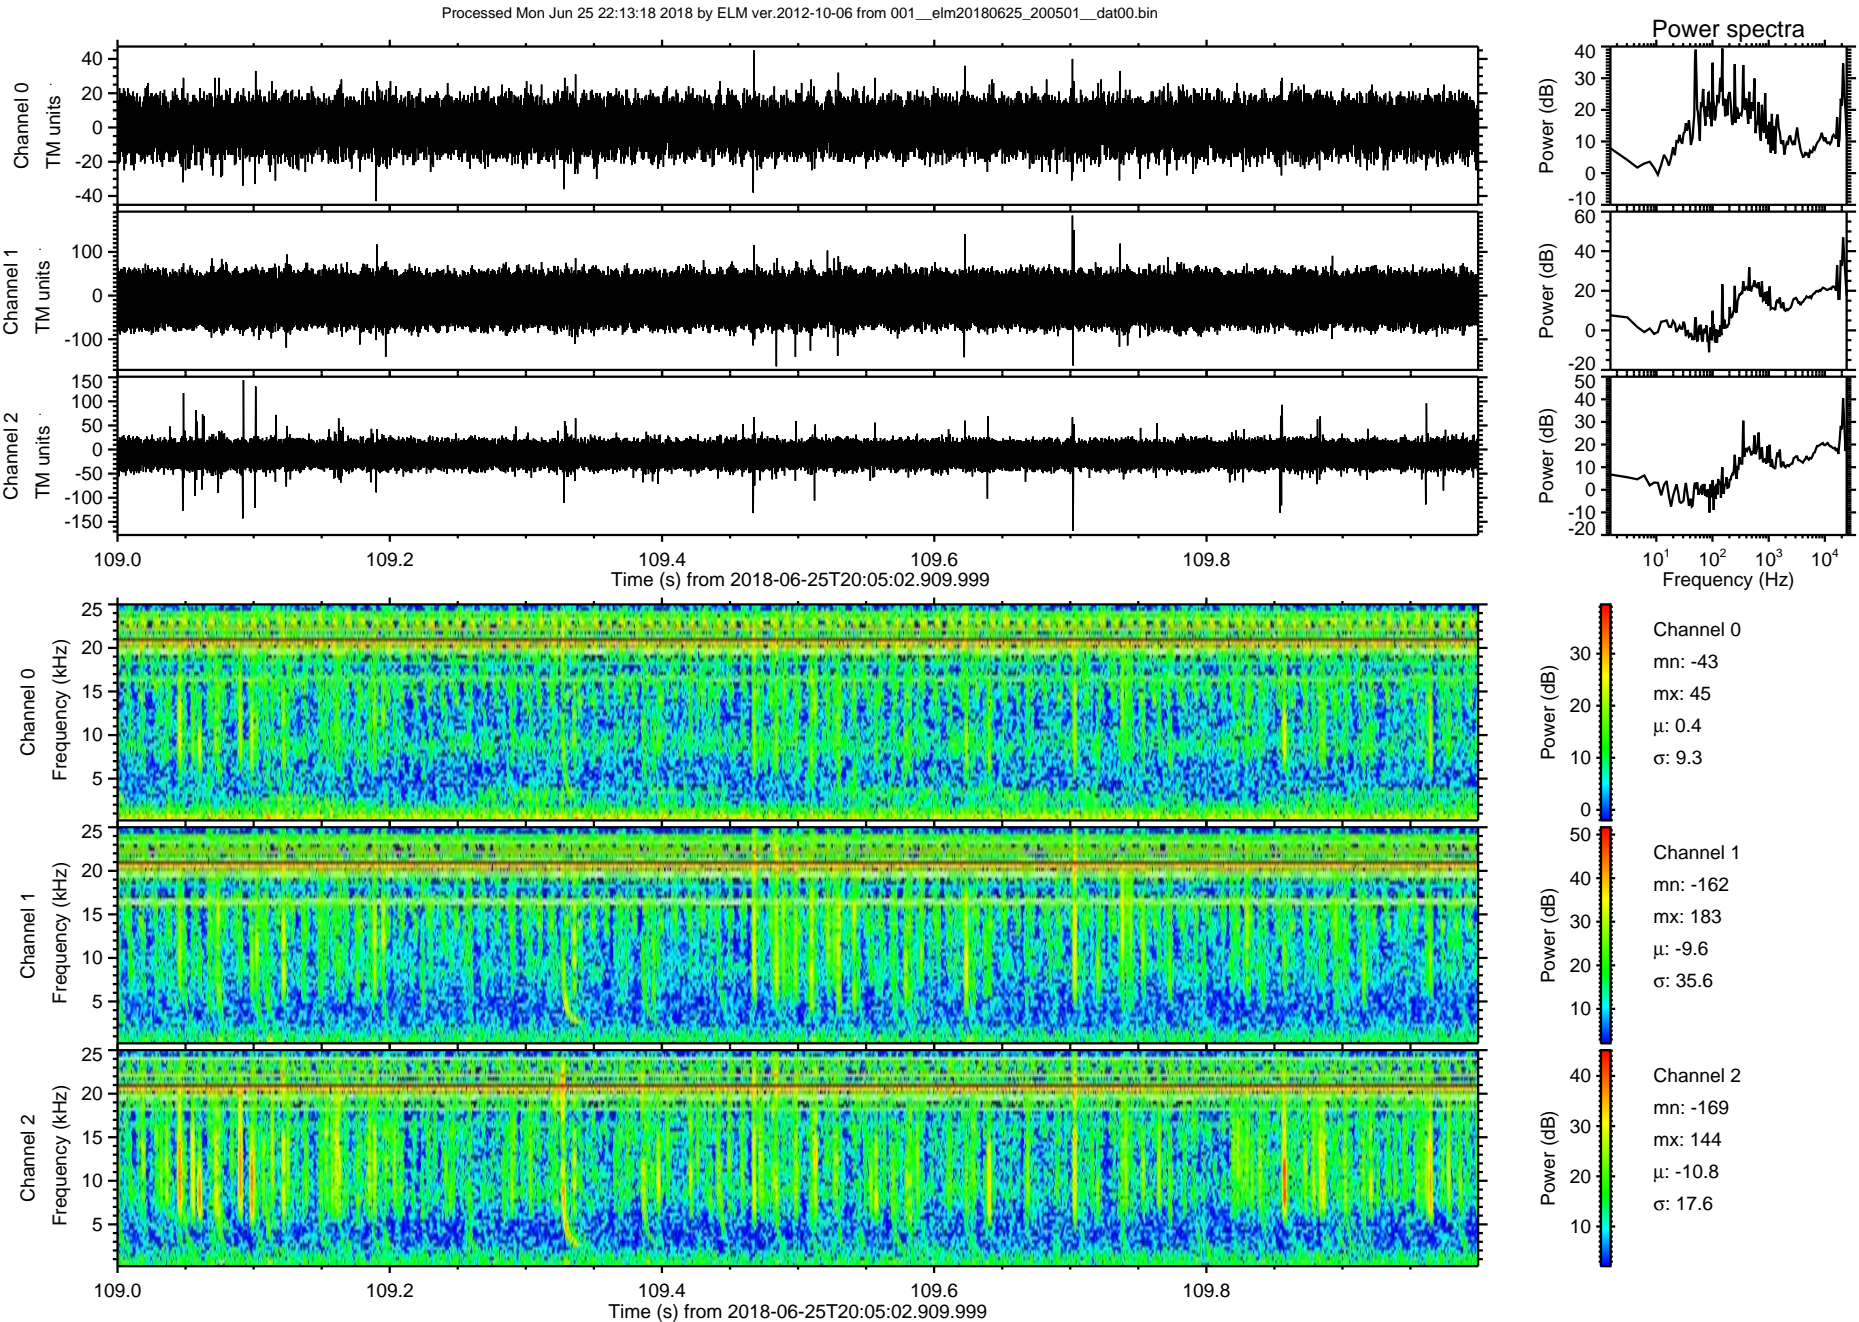 Processed Mon Jun 25 22:13:18 2018 by ELM ver.2012-10-06 from 001__elm20180625_200501__dat00.bin
Power spectra
Channel 0
TM units
40
20
0
-20
-40
Power (dB)
40
30
20
10
0
-10
Channel 1
TM units
100
0
-100
Power (dB)
60
40
20
0
-20
Channel 2
TM units
150
100
50
0
-50
-100
-150
Power (dB)
50
40
30
20
10
0
-10
-20
109.0 109.2 109.4 109.6 109.8
Time (s) from 2018-06-25T20:05:02.909.999
10^1 10^2 10^3 10^4
Frequency (Hz)
Channel 0
Frequency (kHz)
25
20
15
10
5
Power (dB)
30
20
10
0
Channel 0
mn: -43
mx: 45
μ: 0.4
σ: 9.3
Channel 1
Frequency (kHz)
25
20
15
10
5
Power (dB)
50
40
30
20
10
Channel 1
mn: -162
mx: 183
μ: -9.6
σ: 35.6
Channel 2
Frequency (kHz)
25
20
15
10
5
Power (dB)
40
30
20
10
Channel 2
mn: -169
mx: 144
μ: -10.8
σ: 17.6
109.0 109.2 109.4 109.6 109.8
Time (s) from 2018-06-25T20:05:02.909.999